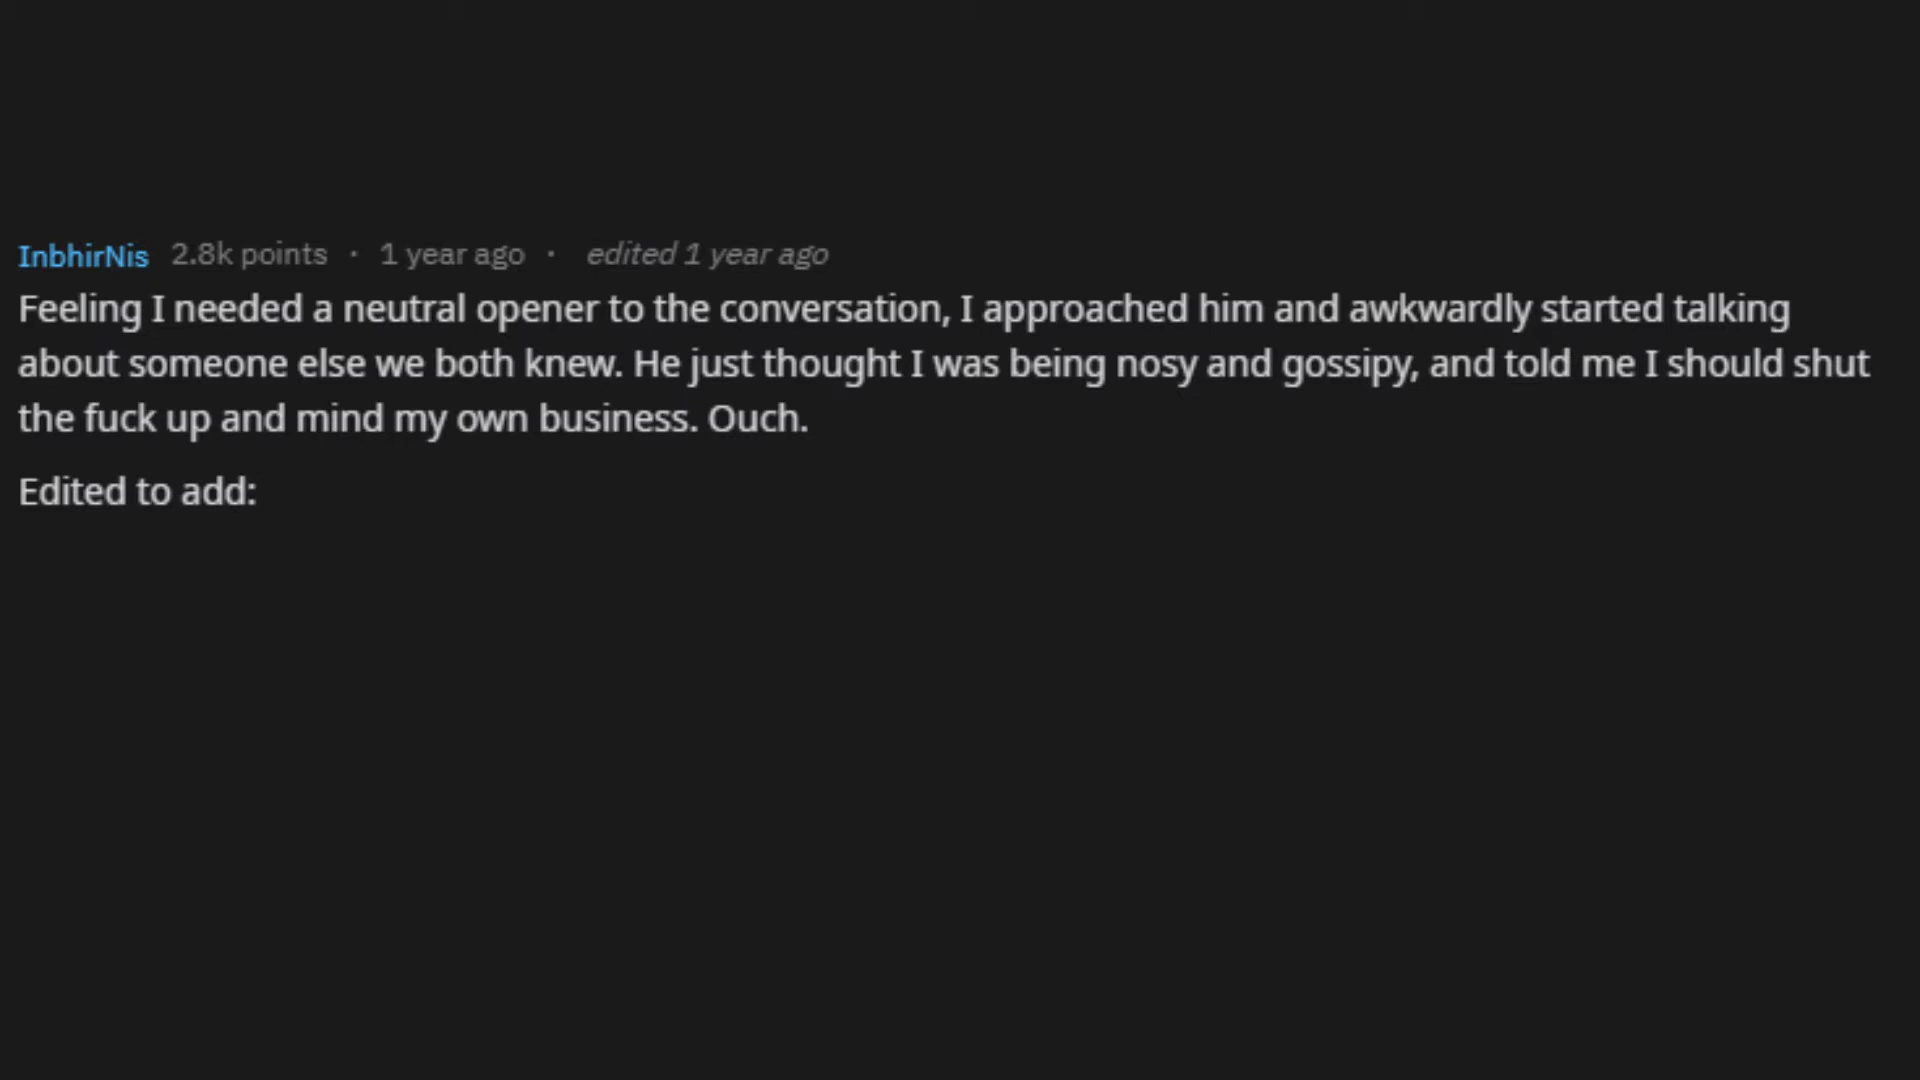 InbhirNis 2.8k points · 1 year ago · edited 1 year ago
Feeling I needed a neutral opener to the conversation, I approached him and awkwardly started talking
about someone else we both knew. He just thought I was being nosy and gossipy, and told me I should shut
the fuck up and mind my own business. Ouch.
Edited to add: